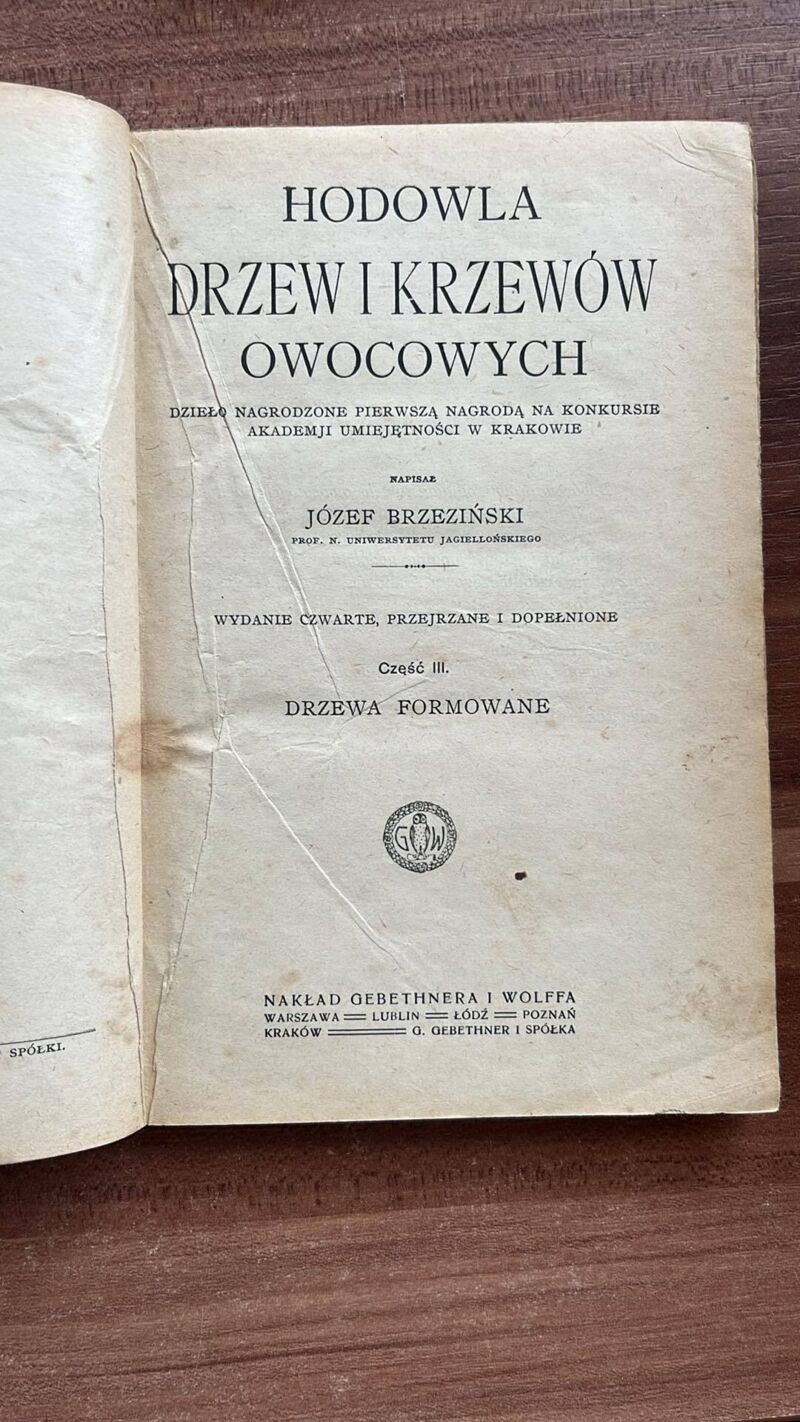 HODOWLA
DRZEW I KRZEWÓW
OWOCOWYCH
DZIEŁO NAGRODZONE PIERWSZĄ NAGRODĄ NA KONKURSIE
AKADEMJI UMIEJĘTNOŚCI W KRAKOWIE
NAPISAŁ
JÓZEF BRZEZIŃSKI
PROF. N. UNIWERSYTETU JAGIELLOŃSKIEGO
WYDANIE CZWARTE, PRZEJRZANE I DOPEŁNIONE
Część III.
DRZEWA FORMOWANE
G W
NAKŁAD GEBETHNERA I WOLFFA
WARSZAWA == LUBLIN == ŁÓDŹ == POZNAŃ
KRAKÓW ======== G. GEBETHNER I SPÓŁKA
SPÓŁKI.